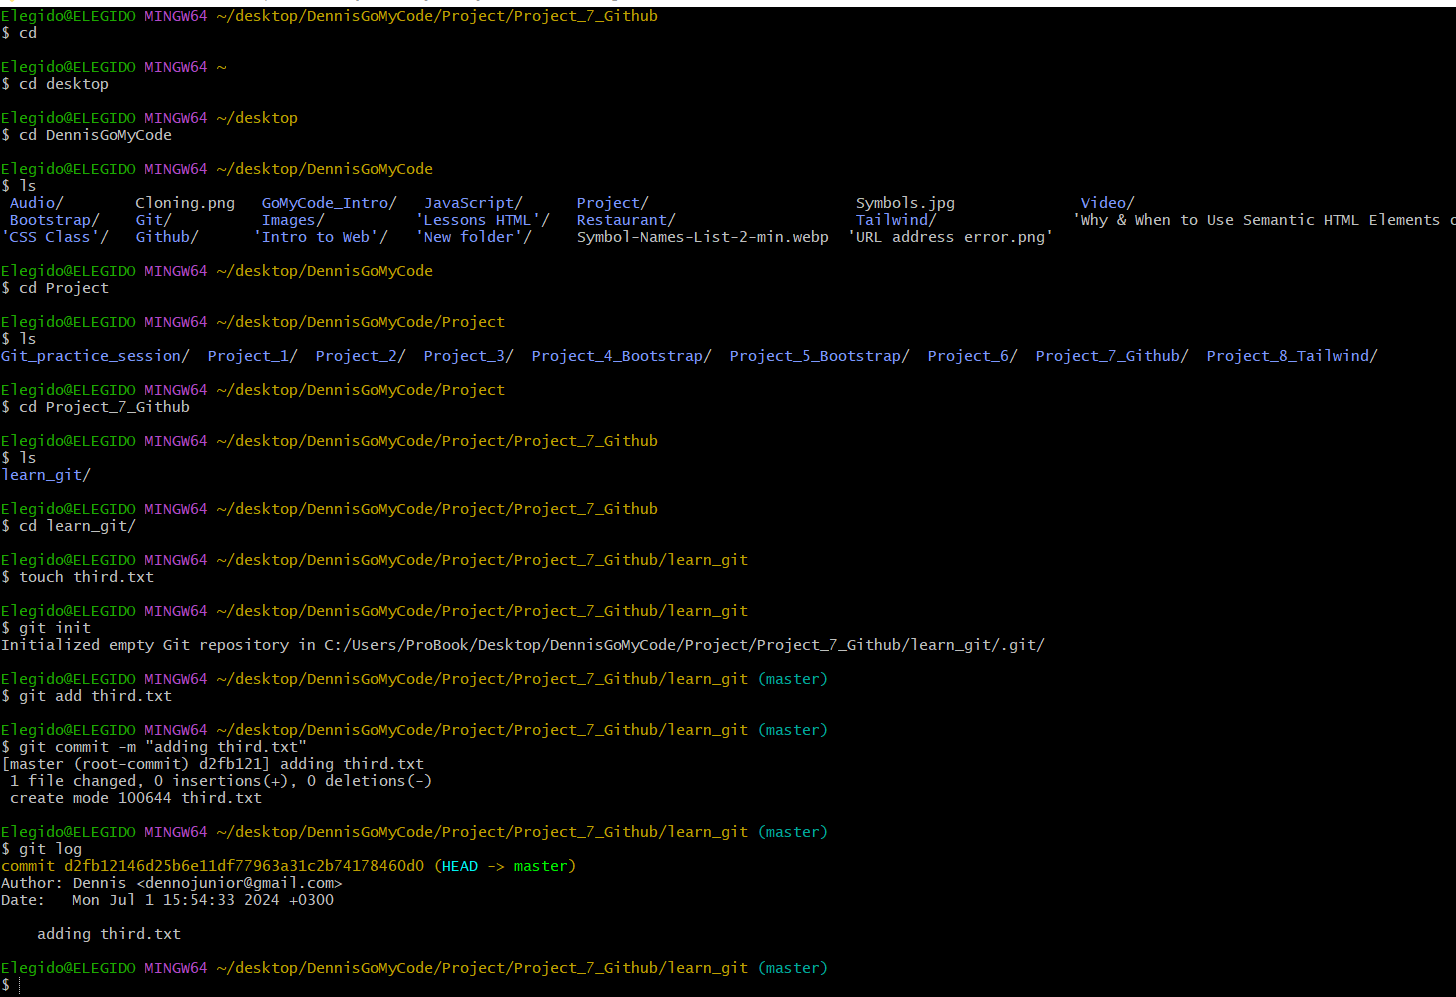 Elegido@ELEGIDO MINGW64 ~/desktop/DennisGoMyCode/Project/Project_7_Github
$ cd
Elegido@ELEGIDO MINGW64 ~
$ cd desktop
Elegido@ELEGIDO MINGW64 ~/desktop
$ cd DennisGoMyCode
Elegido@ELEGIDO MINGW64 ~/desktop/DennisGoMyCode
$ ls
Audio/ Cloning.png GoMyCode_Intro/ JavaScript/ Project/ Symbols.jpg Video/
Bootstrap/ Git/ Images/ 'Lessons HTML'/ Restaurant/ Tailwind/ 'Why & When to Use Semantic HTML Elements
'CSS Class'/ Github/ 'Intro to Web'/ 'New folder'/ Symbol-Names-List-2-min.webp 'URL address error.png'
Elegido@ELEGIDO MINGW64 ~/desktop/DennisGoMyCode
$ cd Project
Elegido@ELEGIDO MINGW64 ~/desktop/DennisGoMyCode/Project
$ ls
Git_practice_session/ Project_1/ Project_2/ Project_3/ Project_4_Bootstrap/ Project_5_Bootstrap/ Project_6/ Project_7_Github/ Project_8_Tailwind/
Elegido@ELEGIDO MINGW64 ~/desktop/DennisGoMyCode/Project
$ cd Project_7_Github
Elegido@ELEGIDO MINGW64 ~/desktop/DennisGoMyCode/Project/Project_7_Github
$ ls
learn_git/
Elegido@ELEGIDO MINGW64 ~/desktop/DennisGoMyCode/Project/Project_7_Github
$ cd learn_git/
Elegido@ELEGIDO MINGW64 ~/desktop/DennisGoMyCode/Project/Project_7_Github/learn_git
$ touch third.txt
Elegido@ELEGIDO MINGW64 ~/desktop/DennisGoMyCode/Project/Project_7_Github/learn_git
$ git init
Initialized empty Git repository in C:/Users/ProBook/Desktop/DennisGoMyCode/Project/Project_7_Github/learn_git/.git/
Elegido@ELEGIDO MINGW64 ~/desktop/DennisGoMyCode/Project/Project_7_Github/learn_git (master)
$ git add third.txt
Elegido@ELEGIDO MINGW64 ~/desktop/DennisGoMyCode/Project/Project_7_Github/learn_git (master)
$ git commit -m "adding third.txt"
[master (root-commit) d2fb121] adding third.txt
1 file changed, 0 insertions(+), 0 deletions(-)
create mode 100644 third.txt
Elegido@ELEGIDO MINGW64 ~/desktop/DennisGoMyCode/Project/Project_7_Github/learn_git (master)
$ git log
commit d2fb12146d25b6e11df77963a31c2b74178460d0 (HEAD -> master)
Author: Dennis <dennojunior@gmail.com>
Date: Mon Jul 1 15:54:33 2024 +0300
adding third.txt
Elegido@ELEGIDO MINGW64 ~/desktop/DennisGoMyCode/Project/Project_7_Github/learn_git (master)
$